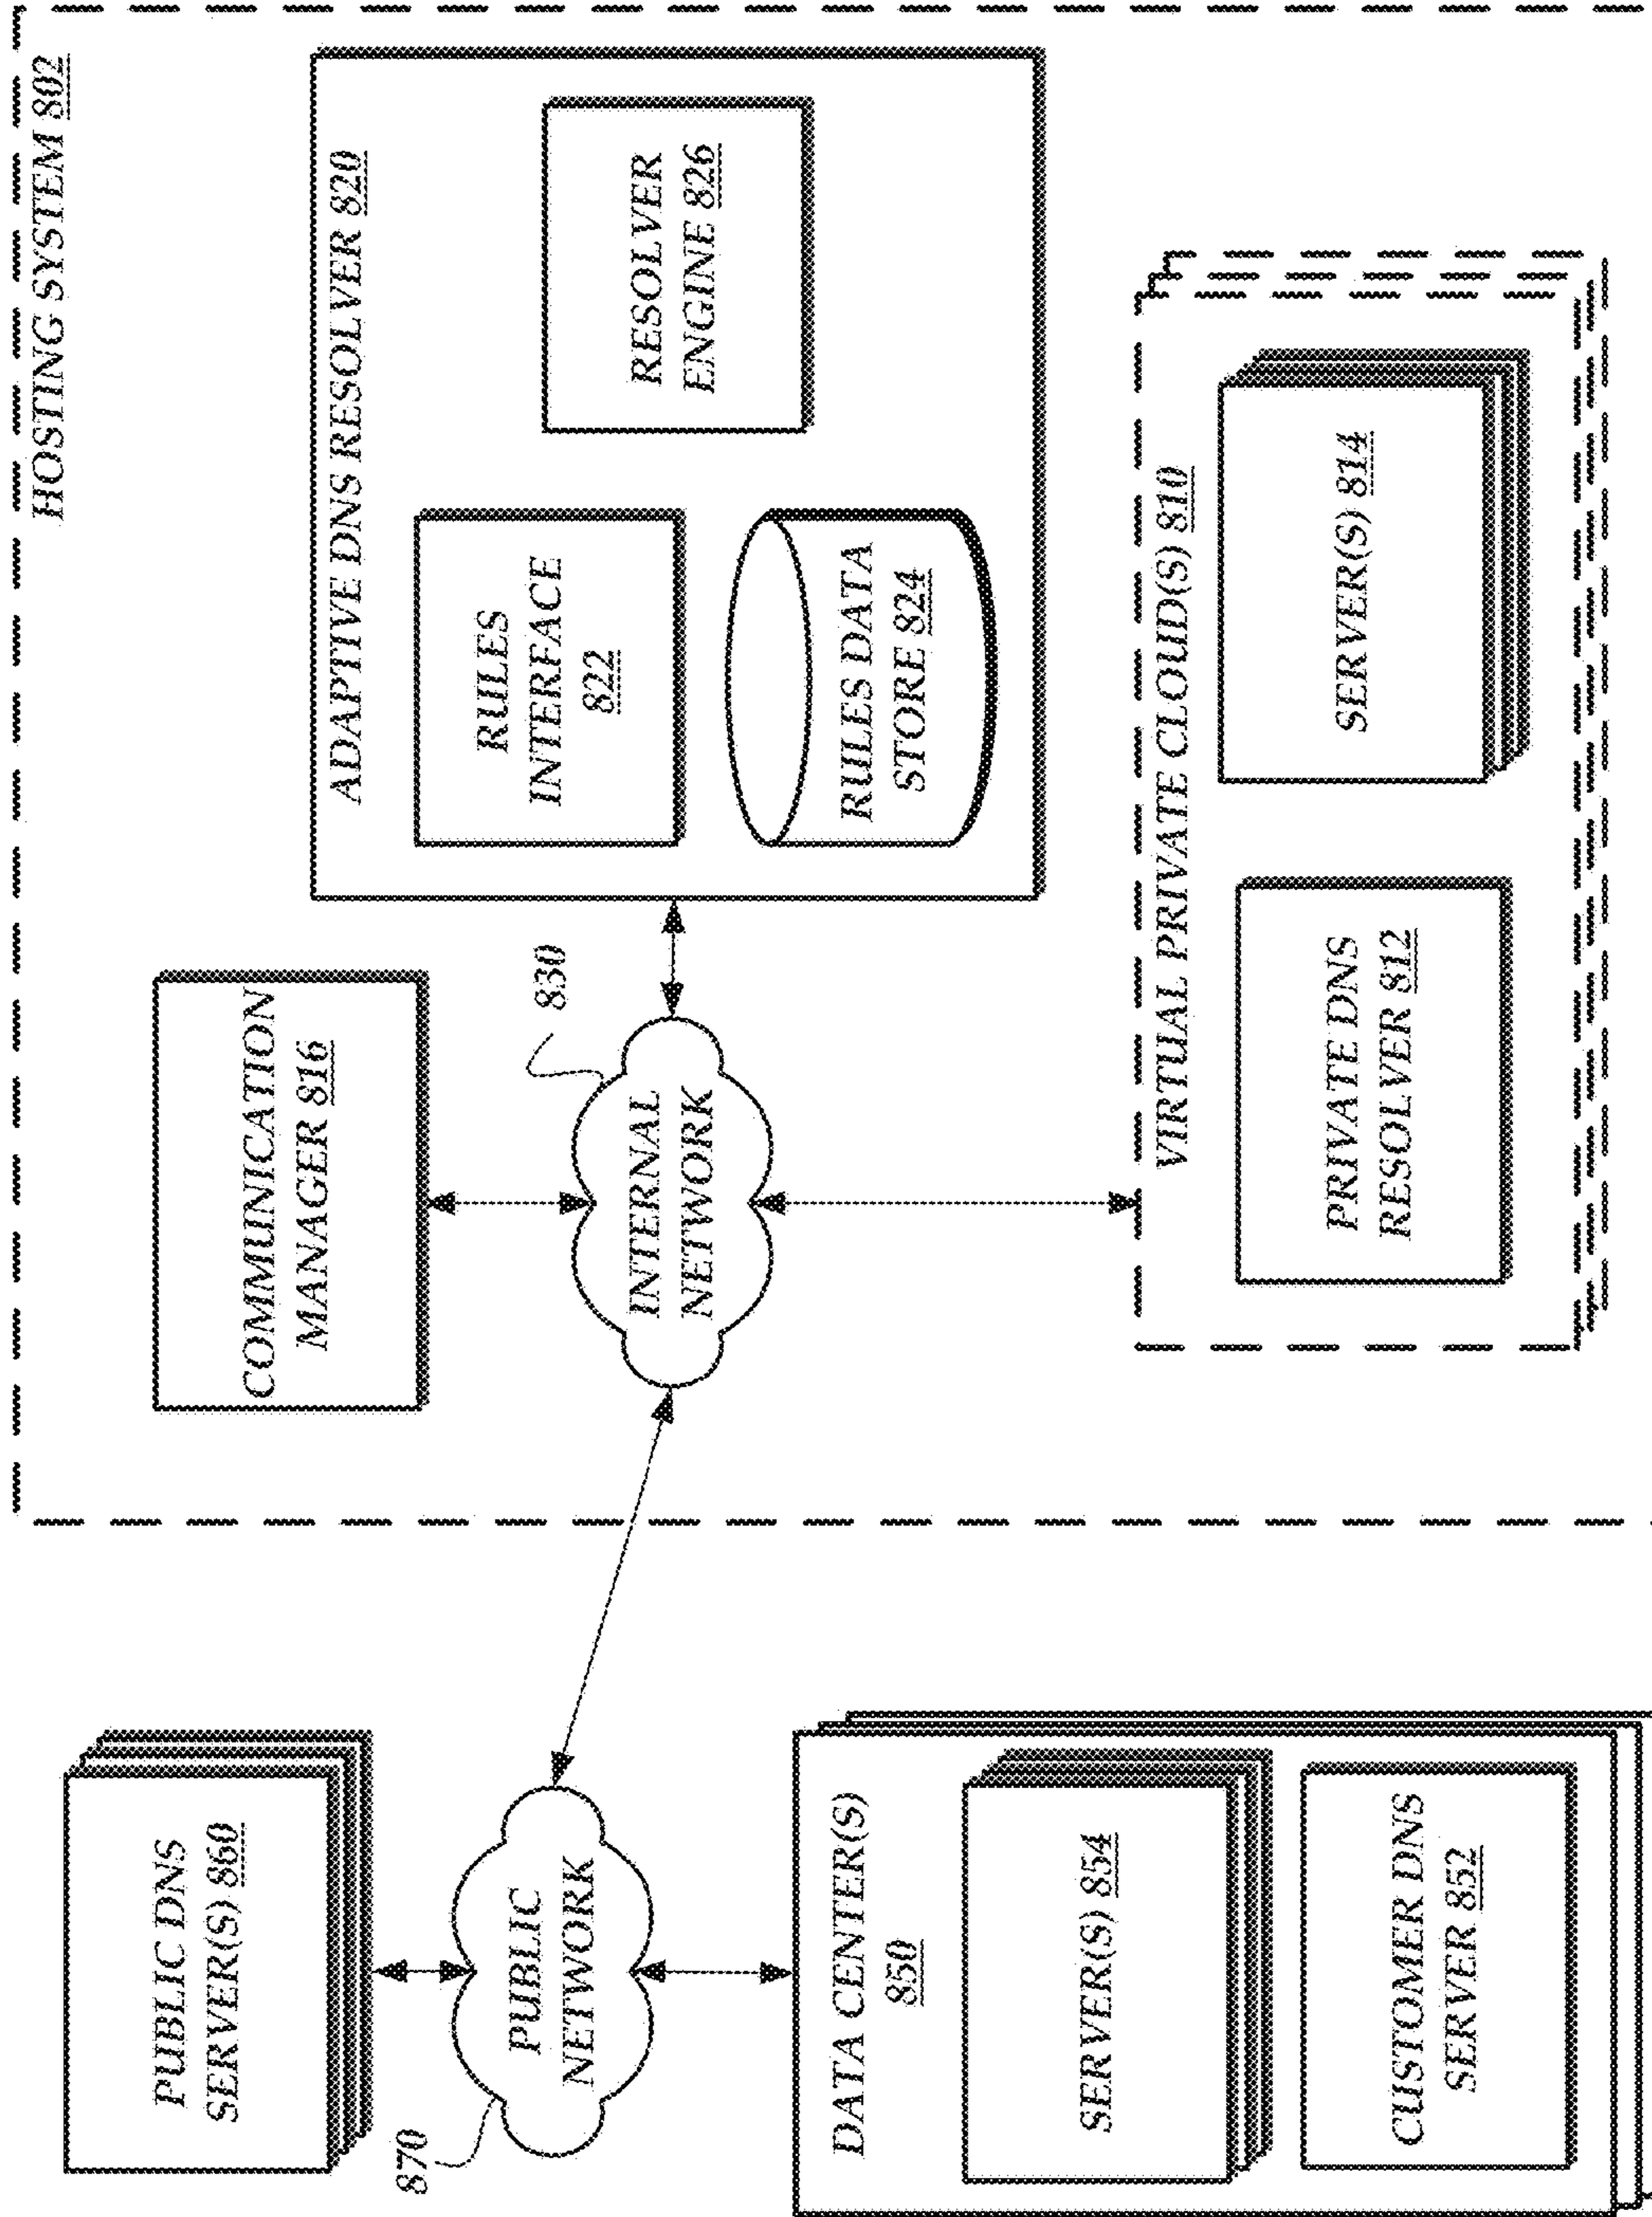 HOSTING SYSTEM 802
PUBLIC DNS
SERVER(S) 860
870
PUBLIC
NETWORK
DATA CENTER(S)
850
SERVER(S) 854
CUSTOMER DNS
SERVER 852
COMMUNICATION
MANAGER 816
830
INTERNAL
NETWORK
ADAPTIVE DNS RESOLVER 820
RULES
INTERFACE
822
RESOLVER
ENGINE 826
RULES DATA
STORE 824
VIRTUAL PRIVATE CLOUD(S) 810
PRIVATE DNS
RESOLVER 812
SERVER(S) 814